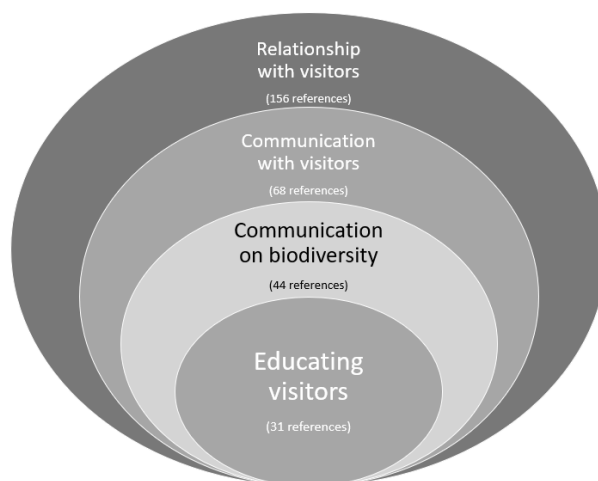 Relationship
with visitors
(156 references)
Communication
with visitors
(68 references)
Communication
on biodiversity
(44 references)
Educating
visitors
(31 references)